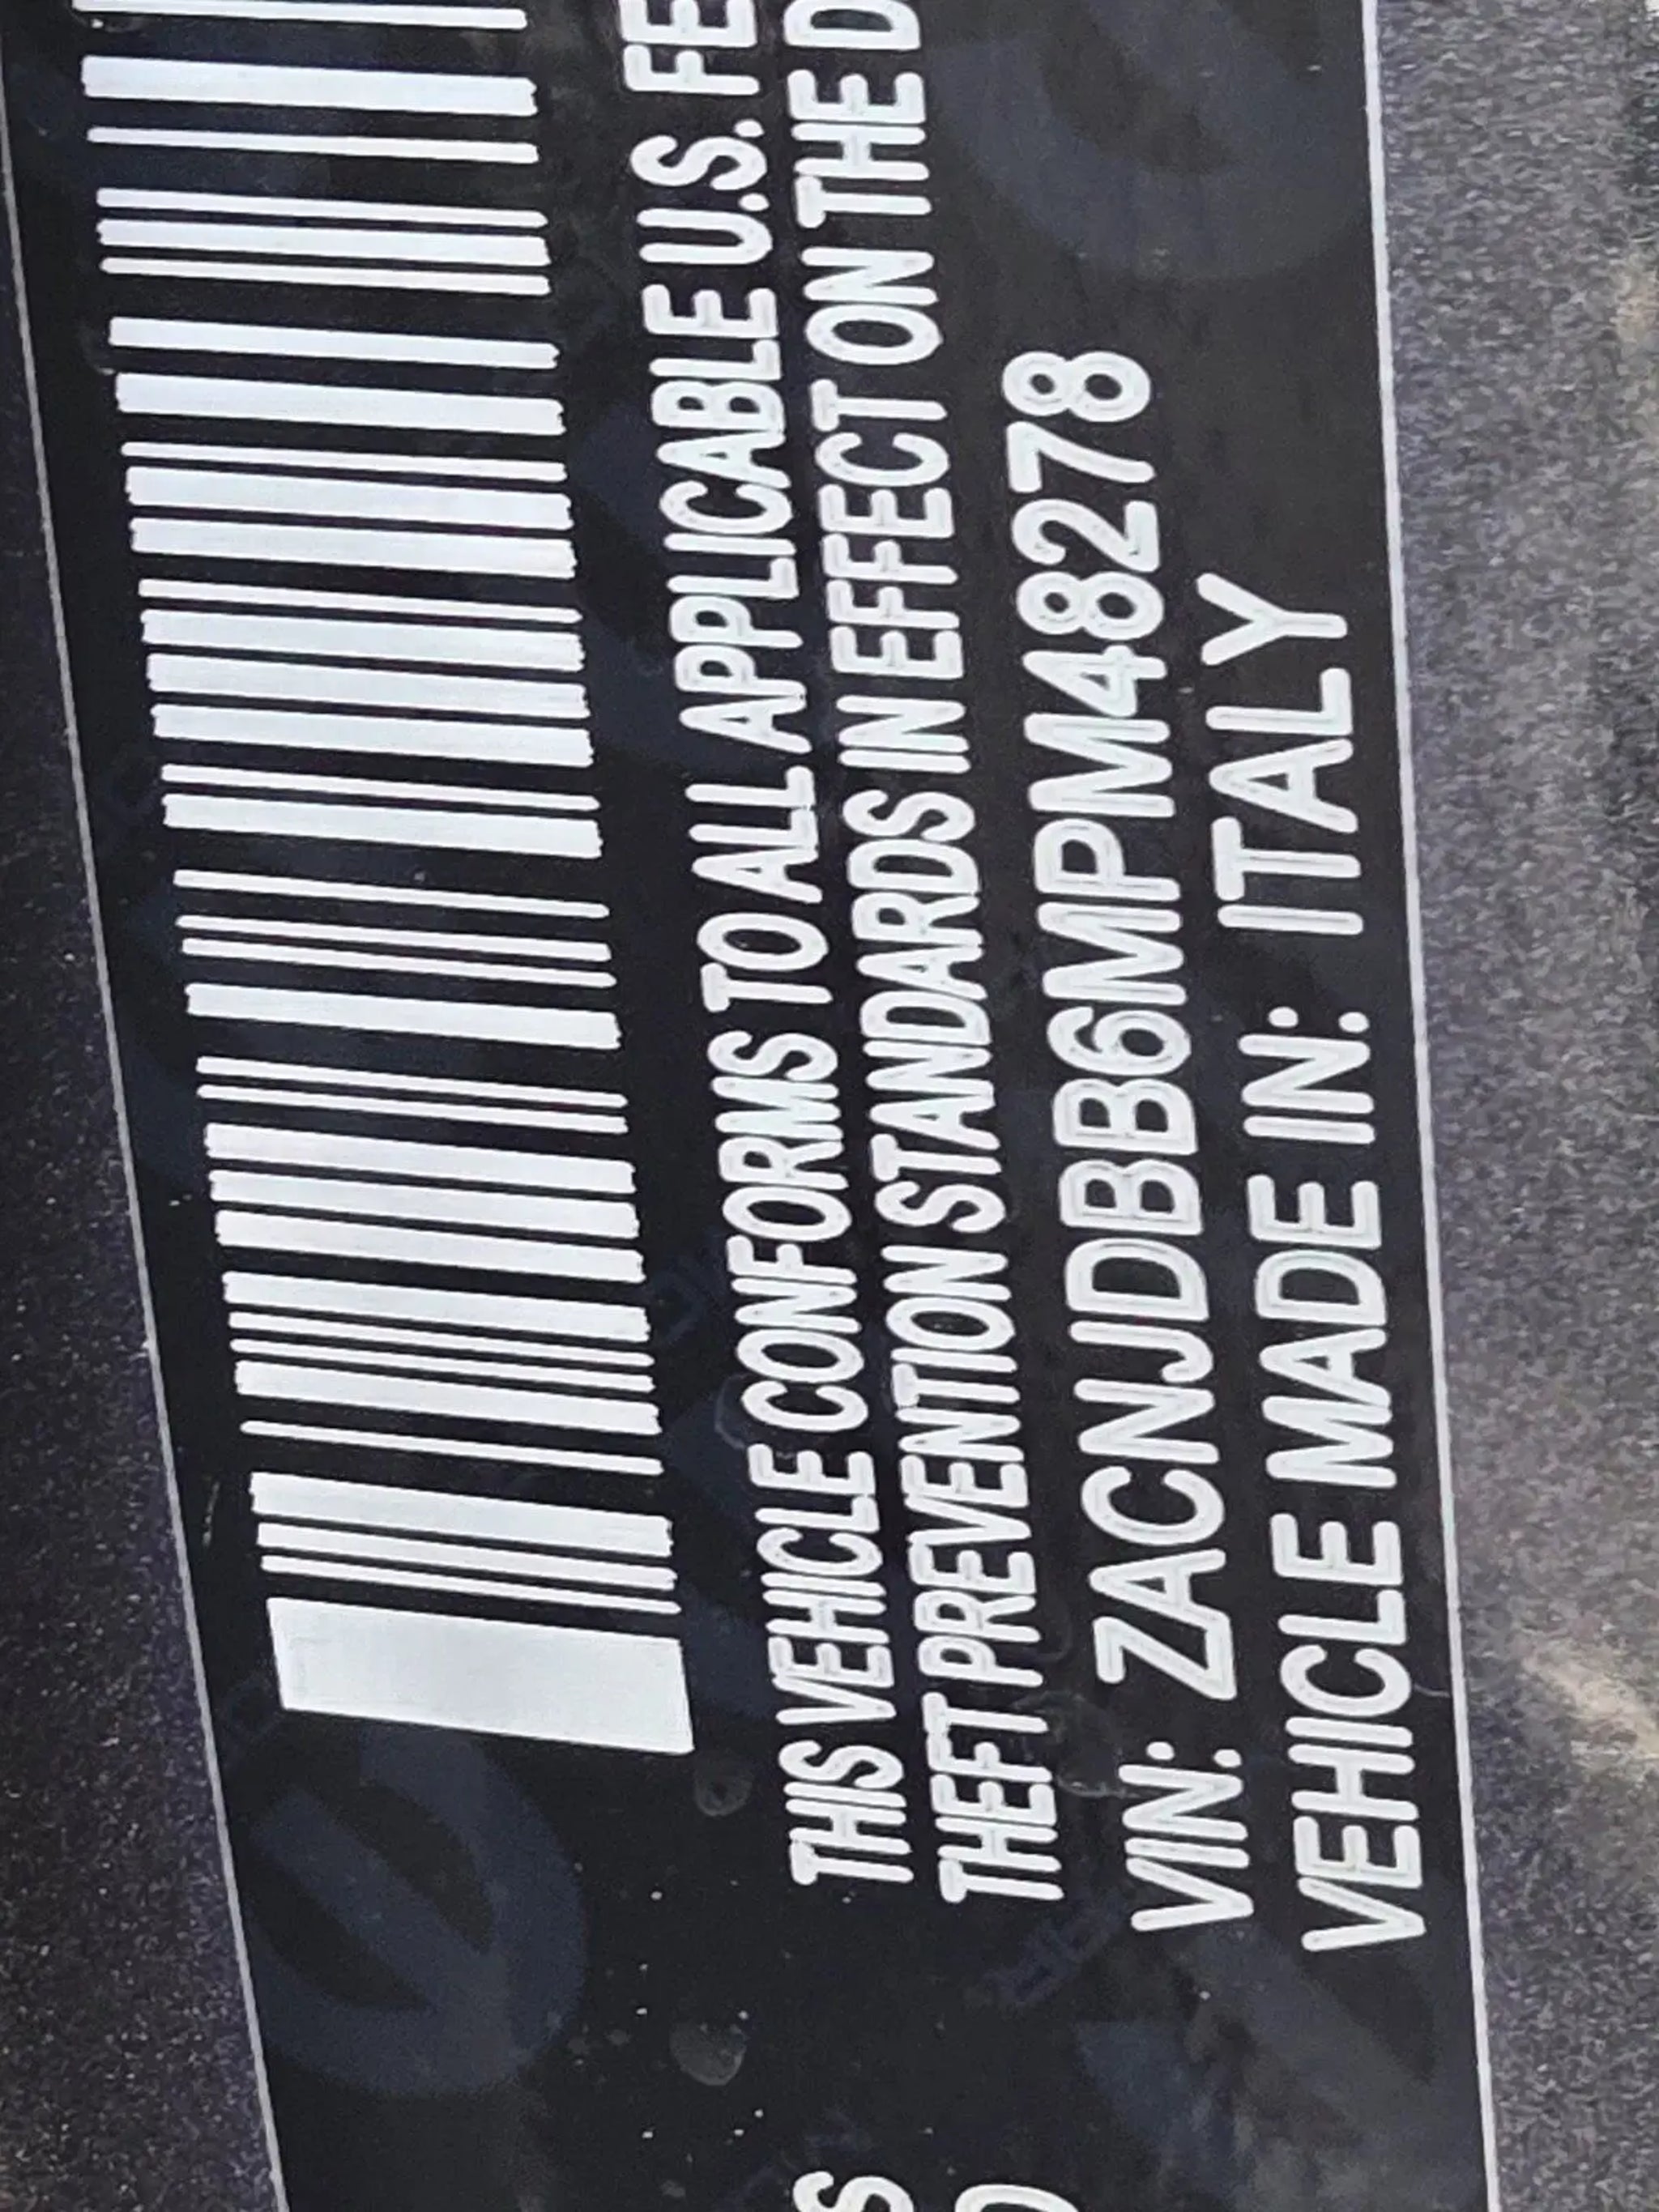 THIS VEHICLE CONFORMS TO ALL APPLICABLE U.S. FE
THEFT PREVENTION STANDARDS IN EFFECT ON THE D
VIN: ZACNJDBB6MPM48278
VEHICLE MADE IN: ITALY
S